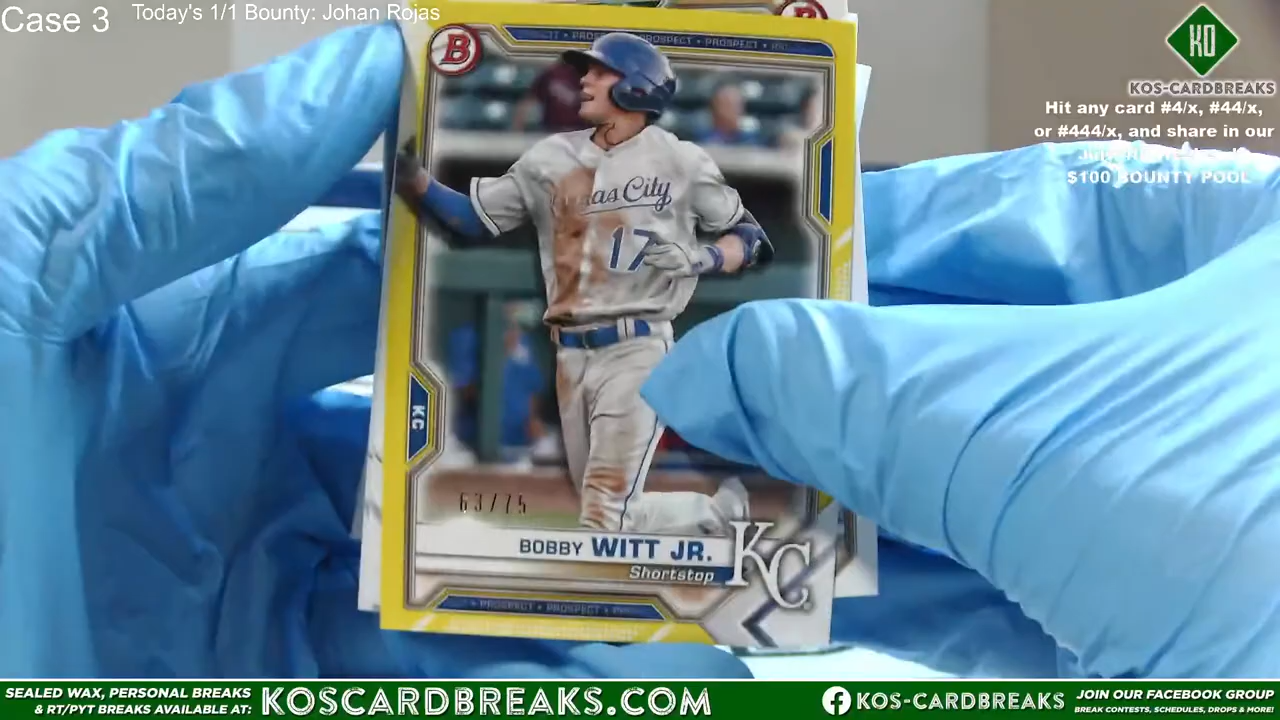 Case 3
Today's 1/1 Bounty: Johan Rojas
KO
KOS-CARDBREAKS
Hit any card #4/x, #44/x,
or #444/x, and share in our
$100 BOUNTY POOL
B
PROSPECT • PROSPECT
Kansas City
17
KC
63/75
BOBBY WITT JR.
Shortstop
KC
PROSPECT • PROSPECT
SEALED WAX, PERSONAL BREAKS
& RT/PYT BREAKS AVAILABLE AT:
KOSCARDBREAKS.COM
f KOS-CARDBREAKS
JOIN OUR FACEBOOK GROUP
BREAK CONTESTS, SCHEDULES, DROPS & MORE!